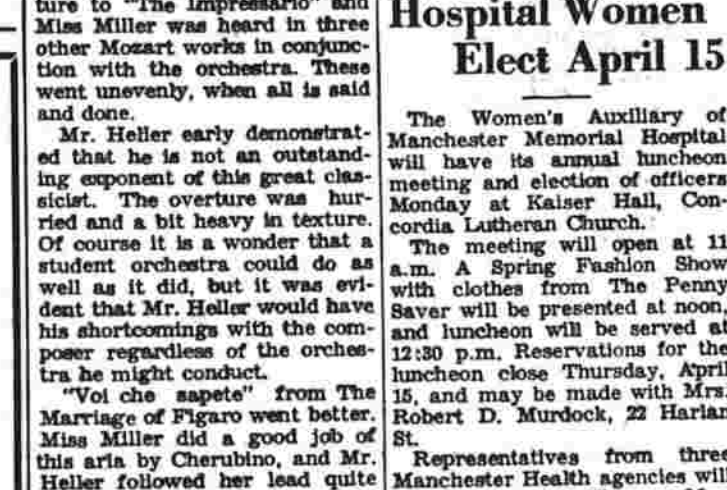 ture to "The Impressario" and
Miss Miller was heard in three
other Mozart works in conjunc-
tion with the orchestra. These
went unevenly, when all is said
and done.
Mr. Heller early demonstrat-
ed that he is not an outstand-
ing exponent of this great clas-
sicist. The overture was hur-
ried and a bit heavy in texture.
Of course it is a wonder that a
student orchestra could do as
well as it did, but it was evi-
dent that Mr. Heller would have
his shortcomings with the com-
poser regardless of the orches-
tra he might conduct.
"Voi che sapete" from The
Marriage of Figaro went better.
Miss Miller did a good job of
this aria by Cherubino, and Mr.
Heller followed her lead quite
Hospital Women
Elect April 15
The Women's Auxiliary of
Manchester Memorial Hospital
will have its annual luncheon
meeting and election of officers
Monday at Kaiser Hall, Con-
cordia Lutheran Church.
The meeting will open at 11
a.m. A Spring Fashion Show
with clothes from The Penny
Saver will be presented at noon,
and luncheon will be served at
12:30 p.m. Reservations for the
luncheon close Thursday, April
15, and may be made with Mrs.
Robert D. Murdock, 22 Harlan
St.
Representatives from three
Manchester Health agencies will